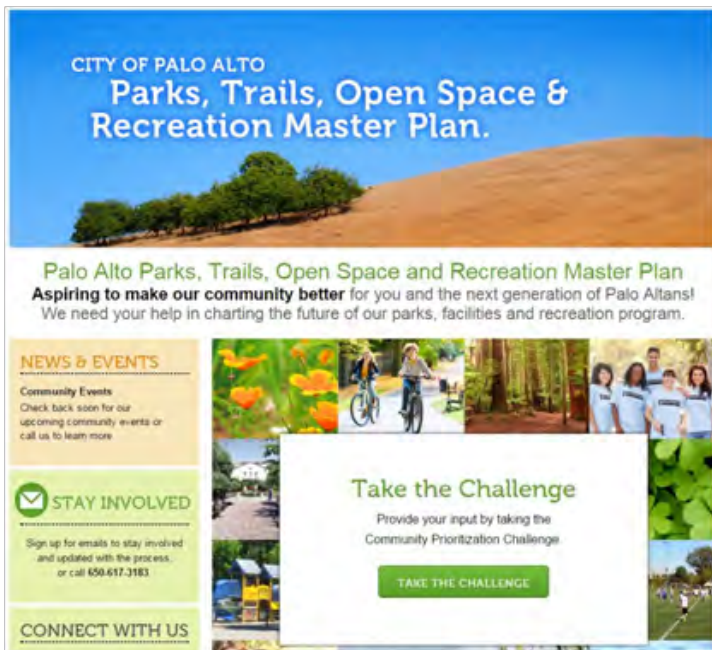 CITY OF PALO ALTO
Parks, Trails, Open Space &
Recreation Master Plan.
Palo Alto Parks, Trails, Open Space and Recreation Master Plan
Aspiring to make our community better for you and the next generation of Palo Altans!
We need your help in charting the future of our parks, facilities and recreation program.
NEWS & EVENTS
Community Events
Check back soon for our
upcoming community events or
call us to learn more
STAY INVOLVED
Sign up for emails to stay involved
and updated with the process.
or call 650-617-3183
CONNECT WITH US
Take the Challenge
Provide your input by taking the
Community Prioritization Challenge
TAKE THE CHALLENGE